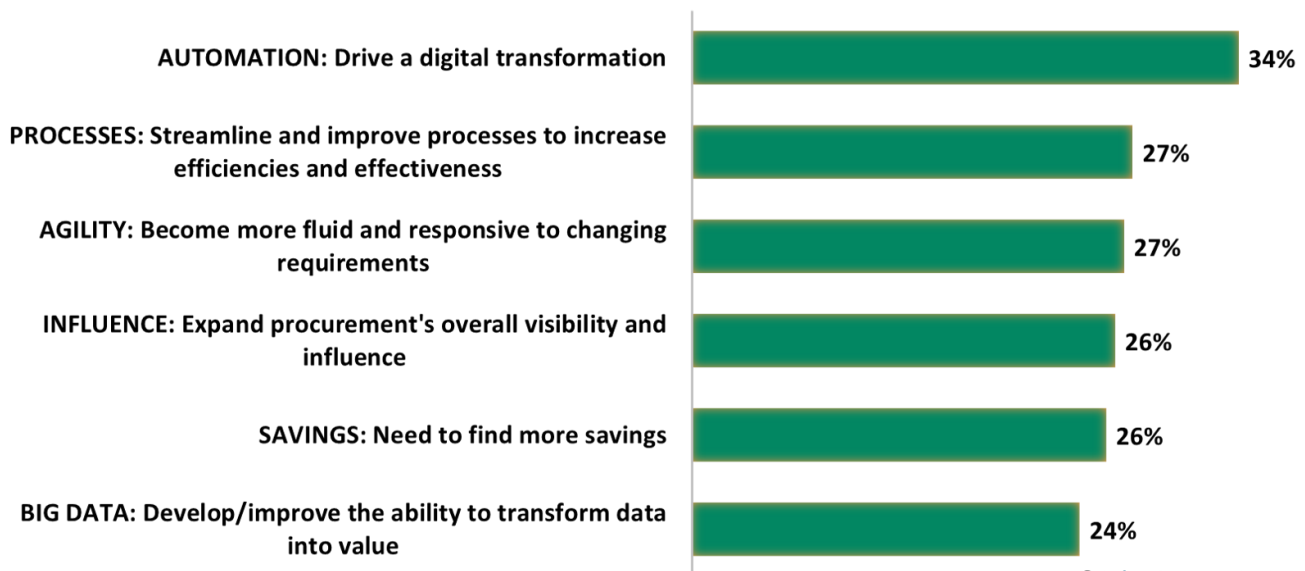 AUTOMATION: Drive a digital transformation
34%
PROCESSES: Streamline and improve processes to increase
efficiencies and effectiveness
27%
AGILITY: Become more fluid and responsive to changing
requirements
27%
INFLUENCE: Expand procurement's overall visibility and
influence
26%
SAVINGS: Need to find more savings
26%
BIG DATA: Develop/improve the ability to transform data
into value
24%